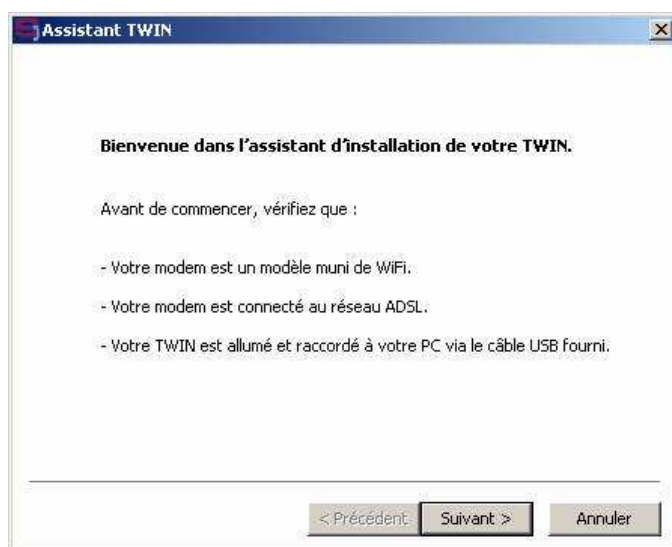 Assistant TWIN
Bienvenue dans l'assistant d'installation de votre TWIN.
Avant de commencer, vérifiez que :
- Votre modem est un modèle muni de WiFi.
- Votre modem est connecté au réseau ADSL.
- Votre TWIN est allumé et raccordé à votre PC via le câble USB fourni.
< Précédent Suivant > Annuler